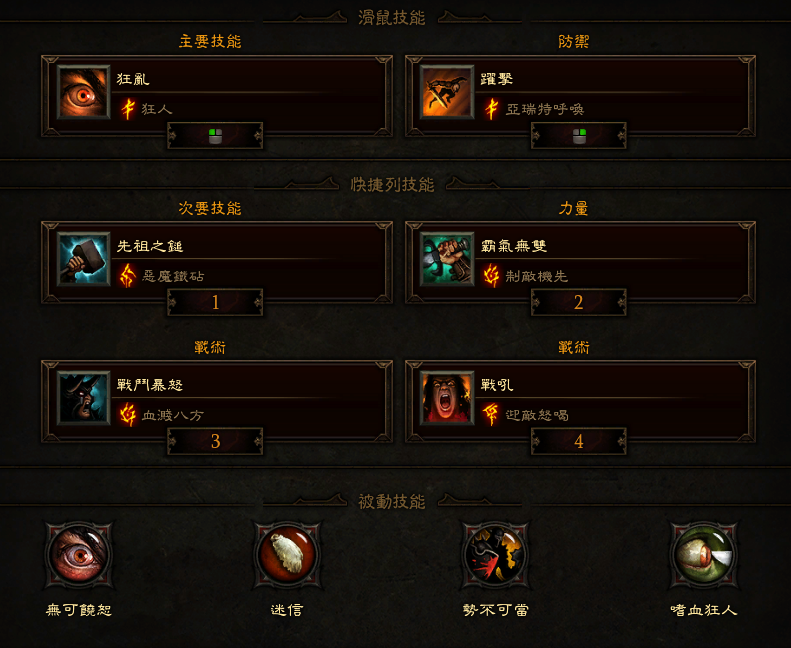 滑鼠技能
主要技能
防禦
狂亂
狂人
躍擊
亞瑞特呼喚
快捷列技能
次要技能
力量
先祖之鎚
惡魔鐵砧
1
霸氣無雙
制敵機先
2
戰術
戰術
戰鬥暴怒
血濺八方
3
戰吼
迎敵怒喝
4
被動技能
無可饒恕
迷信
勢不可當
嗜血狂人